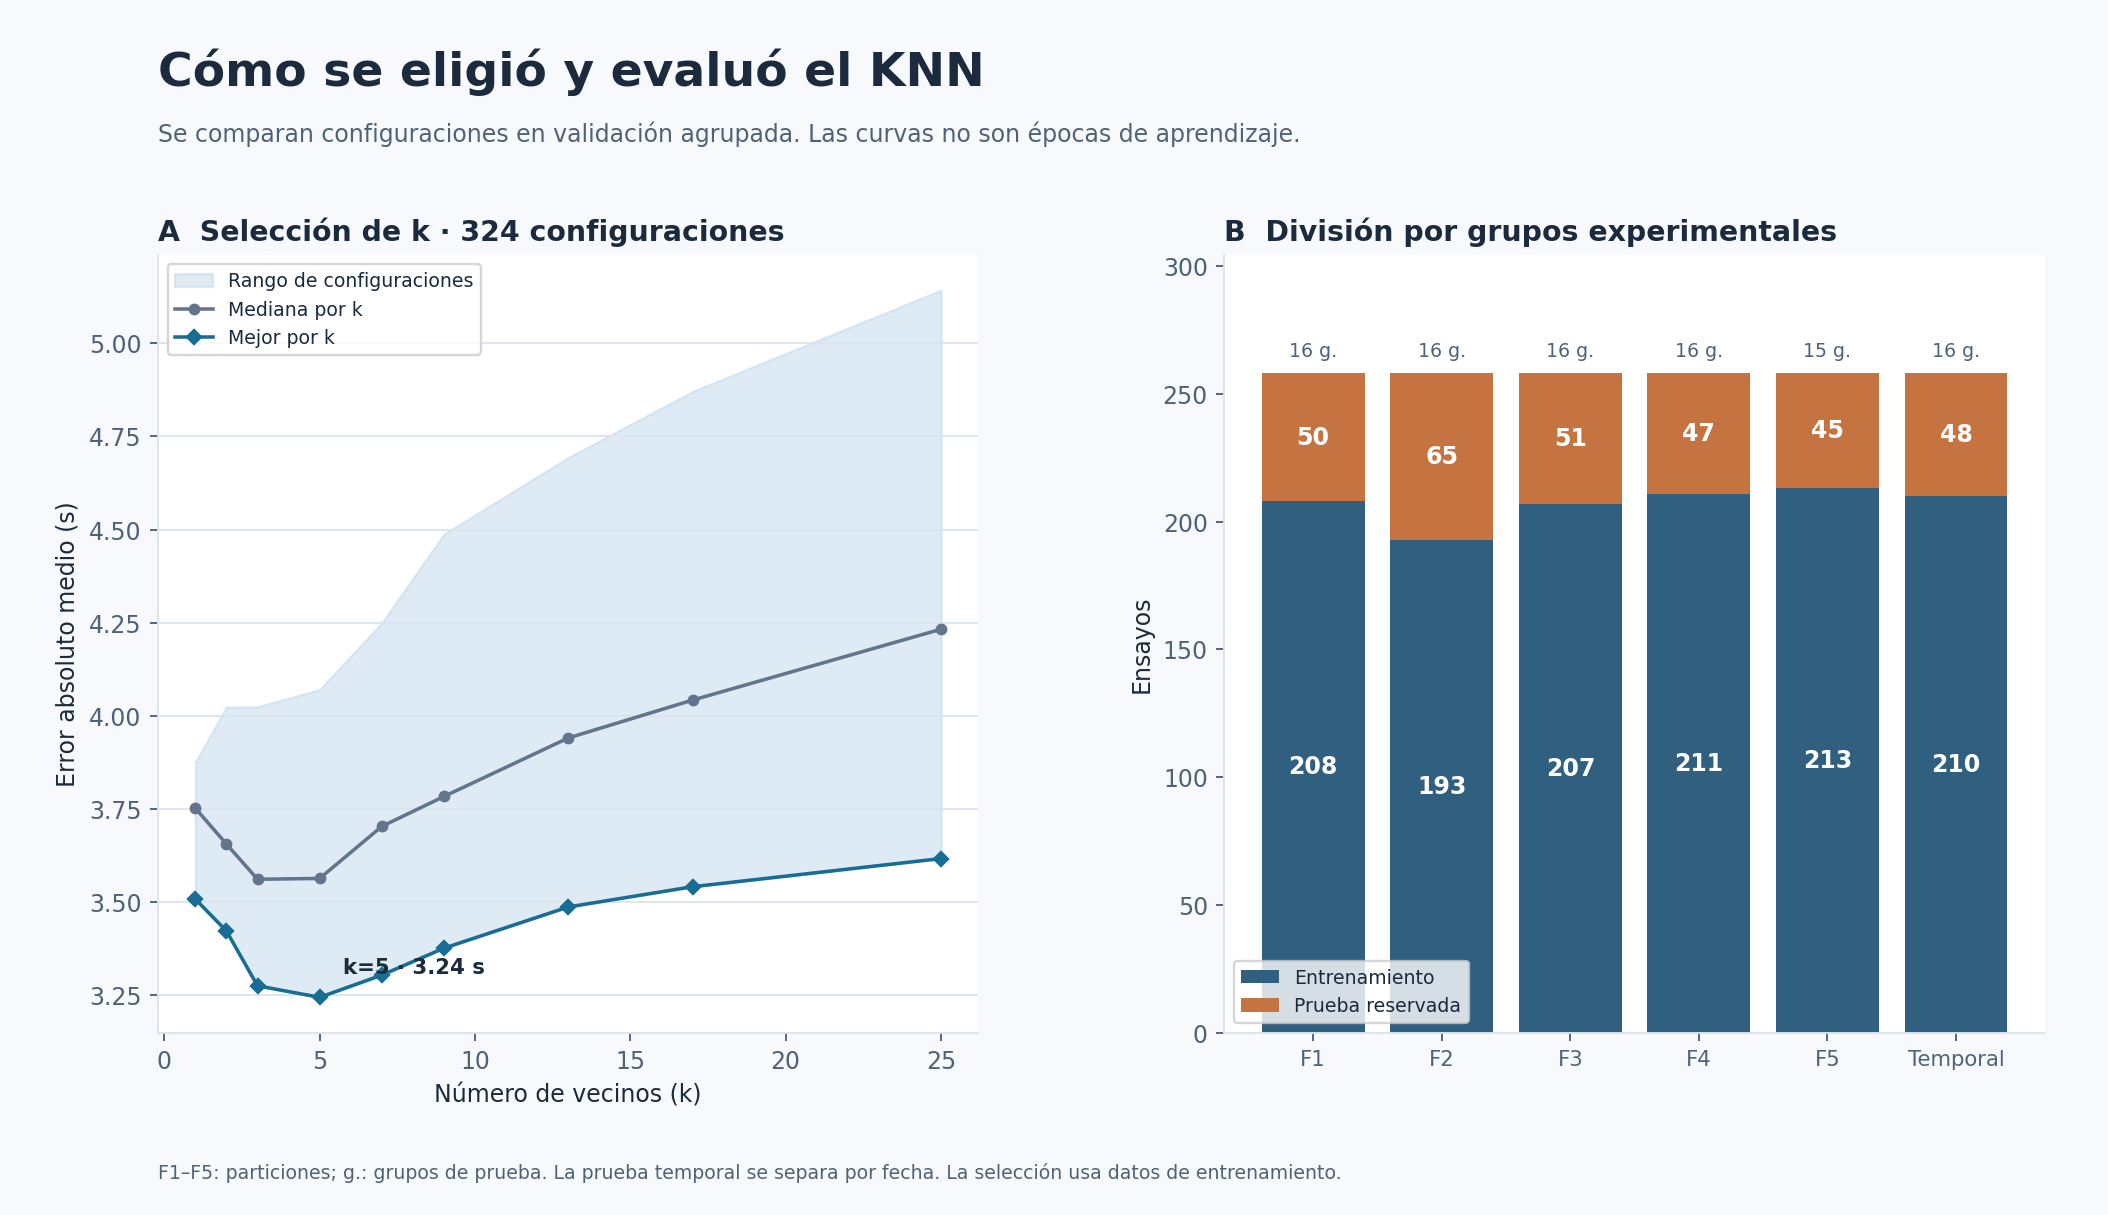 Cómo se eligió y evaluó el KNN
Se comparan configuraciones en validación agrupada. Las curvas no son épocas de aprendizaje.
A  Selección de k · 324 configuraciones
Rango de configuraciones
Mediana por k
Mejor por k
5.00
4.75
4.50
4.25
4.00
3.75
3.50
3.25
Error absoluto medio (s)
k=5 · 3.24 s
0 5 10 15 20 25
Número de vecinos (k)
B  División por grupos experimentales
300
250
200
150
100
50
0
Ensayos
16 g. 16 g. 16 g. 16 g. 15 g. 16 g.
50 65 51 47 45 48
208 193 207 211 213 210
Entrenamiento
Prueba reservada
F1 F2 F3 F4 F5 Temporal
F1–F5: particiones; g.: grupos de prueba. La prueba temporal se separa por fecha. La selección usa datos de entrenamiento.